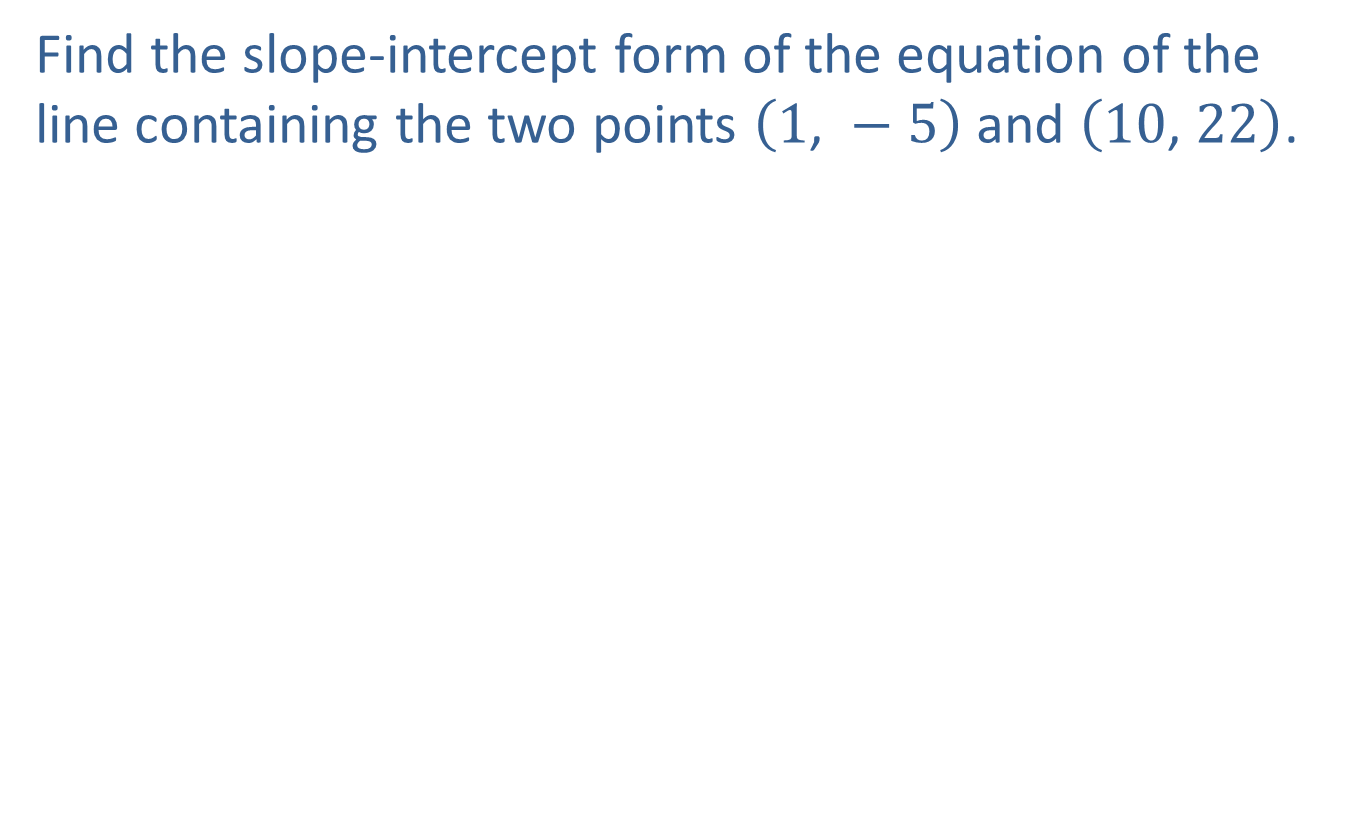 Find the slope-intercept form of the equation of the
line containing the two points (1, − 5) and (10, 22).